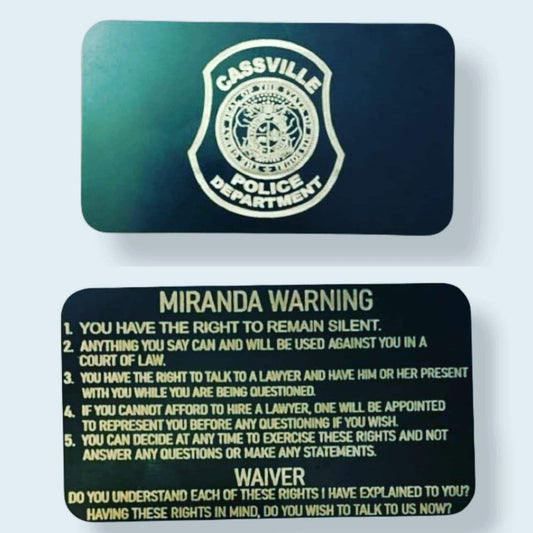 CASSVILLE
POLICE
DEPARTMENT
MIRANDA WARNING
1. YOU HAVE THE RIGHT TO REMAIN SILENT.
2. ANYTHING YOU SAY CAN AND WILL BE USED AGAINST YOU IN A
COURT OF LAW.
3. YOU HAVE THE RIGHT TO TALK TO A LAWYER AND HAVE HIM OR HER PRESENT
WITH YOU WHILE YOU ARE BEING QUESTIONED.
4. IF YOU CANNOT AFFORD TO HIRE A LAWYER, ONE WILL BE APPOINTED
TO REPRESENT YOU BEFORE ANY QUESTIONING IF YOU WISH.
5. YOU CAN DECIDE AT ANY TIME TO EXERCISE THESE RIGHTS AND NOT
ANSWER ANY QUESTIONS OR MAKE ANY STATEMENTS.
WAIVER
DO YOU UNDERSTAND EACH OF THESE RIGHTS I HAVE EXPLAINED TO YOU?
HAVING THESE RIGHTS IN MIND, DO YOU WISH TO TALK TO US NOW?